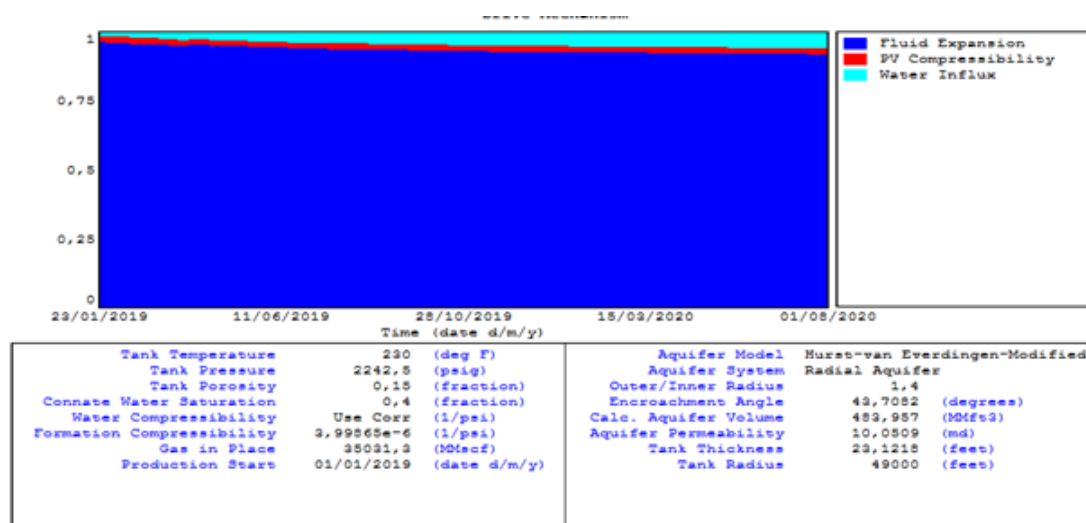 Drive Mechanism
1
0,75
0,5
0,25
0
Fluid Expansion
PV Compressibility
Water Influx
23/01/2019 11/06/2019 28/10/2019 15/03/2020 01/08/2020
Time (date d/m/y)
Tank Temperature 230 (deg F)
Tank Pressure 2242,5 (psig)
Tank Porosity 0,15 (fraction)
Connate Water Saturation 0,4 (fraction)
Water Compressibility Use Corr (1/psi)
Formation Compressibility 3,99865e-6 (1/psi)
Gas in Place 35031,3 (MMscf)
Production Start 01/01/2019 (date d/m/y)
Aquifer Model Hurst-van Everdingen-Modified
Aquifer System Radial Aquifer
Outer/Inner Radius 1,4
Encroachment Angle 43,7082 (degrees)
Calc. Aquifer Volume 483,957 (MMft3)
Aquifer Permeability 10,0509 (md)
Tank Thickness 23,1218 (feet)
Tank Radius 49000 (feet)